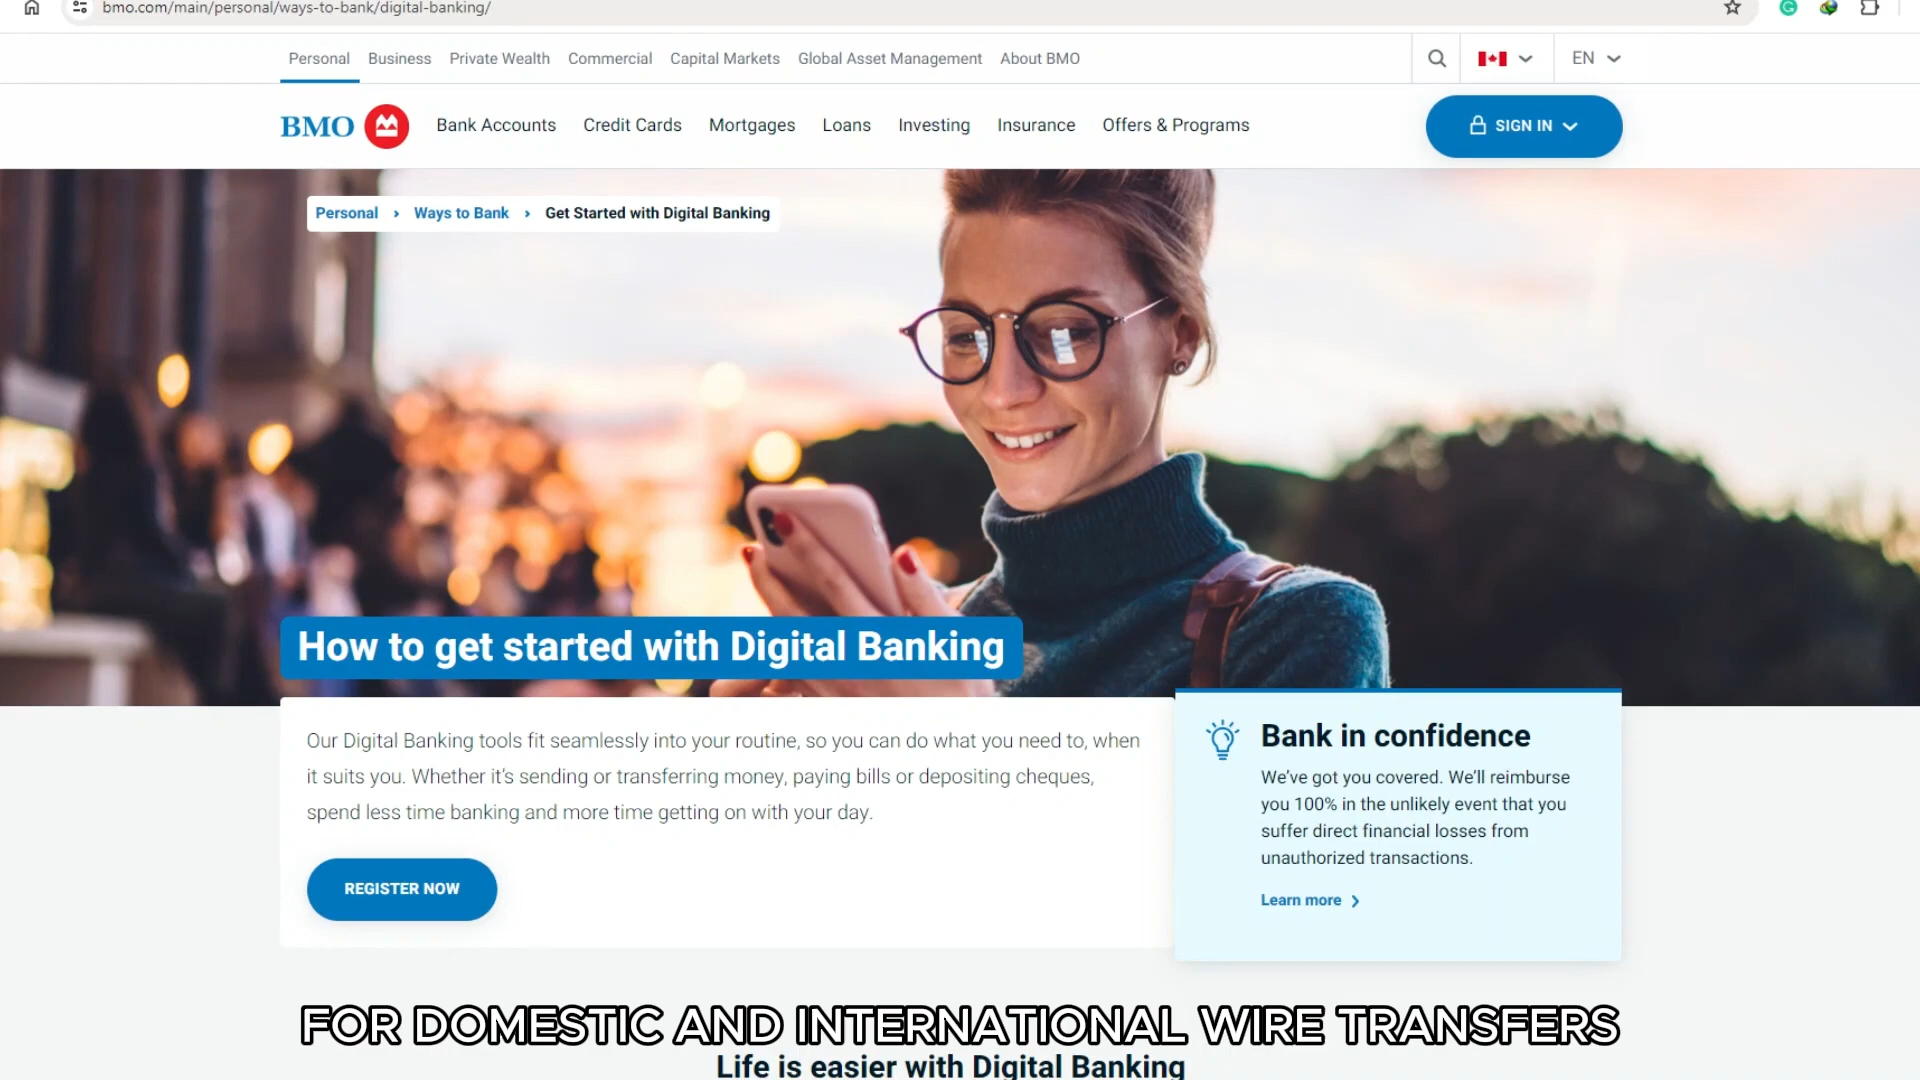 bmo.com/main/personal/ways-to-bank/digital-banking/
Personal Business Private Wealth Commercial Capital Markets Global Asset Management About BMO EN
BMO Bank Accounts Credit Cards Mortgages Loans Investing Insurance Offers & Programs SIGN IN
Personal › Ways to Bank › Get Started with Digital Banking
How to get started with Digital Banking
Our Digital Banking tools fit seamlessly into your routine, so you can do what you need to, when
it suits you. Whether it's sending or transferring money, paying bills or depositing cheques,
spend less time banking and more time getting on with your day.
REGISTER NOW
Bank in confidence
We've got you covered. We'll reimburse
you 100% in the unlikely event that you
suffer direct financial losses from
unauthorized transactions.
Learn more
FOR DOMESTIC AND INTERNATIONAL WIRE TRANSFERS
Life is easier with Digital Banking